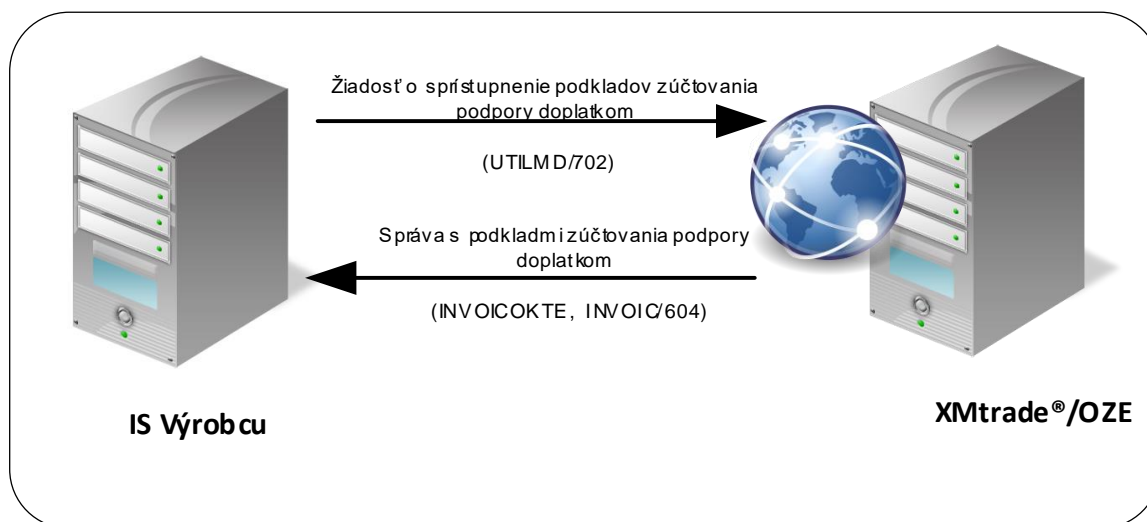 Žiadosť o sprístupnenie podkladov zúčtovania
podpory doplatkom
(UTILMD/702)
Správa s podkladmi zúčtovania podpory
doplatkom
(INVOICOKTE, INVOIC/604)
IS Výrobcu
XMtrade®/OZE